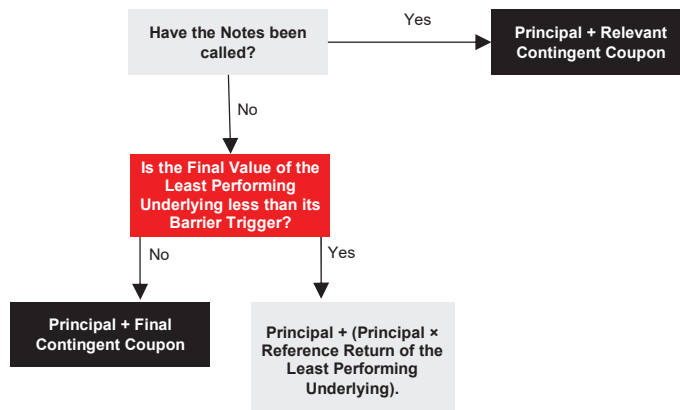 Have the Notes been
called?
Yes
Principal + Relevant
Contingent Coupon
No
Is the Final Value of the
Least Performing
Underlying less than its
Barrier Trigger?
No
Yes
Principal + Final
Contingent Coupon
Principal + (Principal ×
Reference Return of the
Least Performing
Underlying).